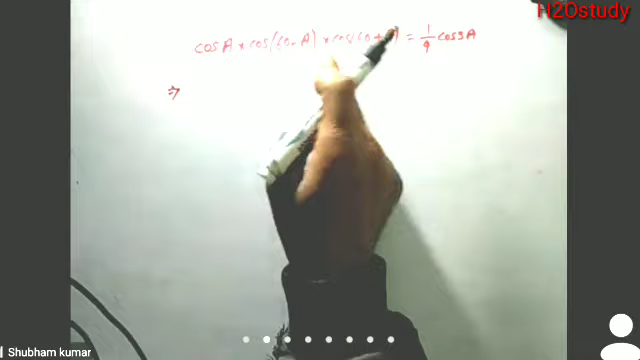 H2Ostudy
cos A × cos(60-A) × cos(60+A) = 1/4 cos3A
⇒
Shubham kumar